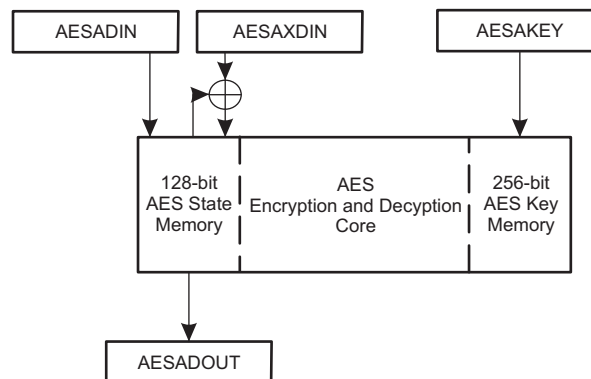 AESADIN
AESAXDIN
AESAKEY
128-bit
AES State
Memory
AES
Encryption and Decyption
Core
256-bit
AES Key
Memory
AESADOUT